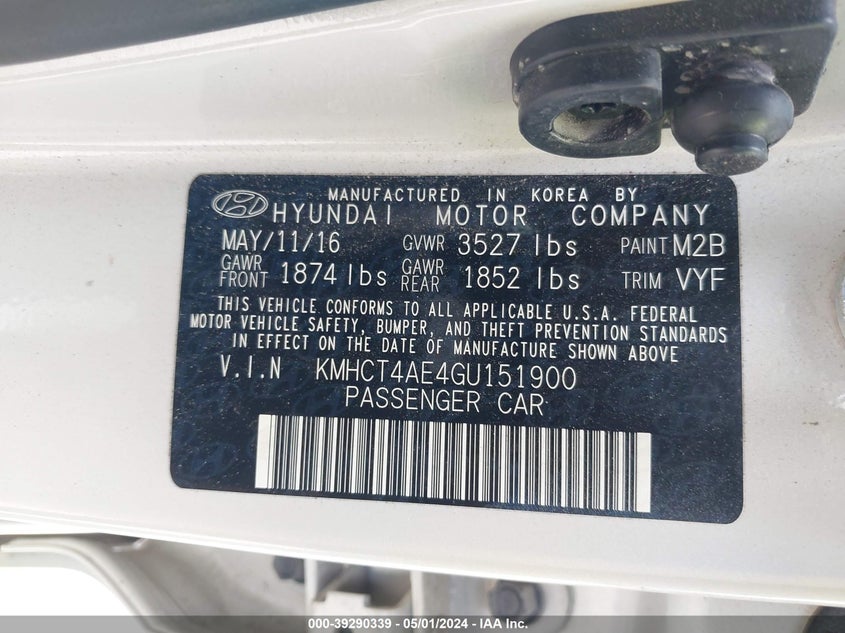 MANUFACTURED IN KOREA BY
HYUNDAI MOTOR COMPANY
MAY/11/16 GVWR 3527 lbs PAINT M2B
GAWR FRONT 1874 lbs GAWR REAR 1852 lbs TRIM VYF
THIS VEHICLE CONFORMS TO ALL APPLICABLE U.S.A. FEDERAL
MOTOR VEHICLE SAFETY, BUMPER, AND THEFT PREVENTION STANDARDS
IN EFFECT ON THE DATE OF MANUFACTURE SHOWN ABOVE
V.I.N KMHCT4AE4GU151900
PASSENGER CAR
000-39290339 - 05/01/2024 - IAAI.com